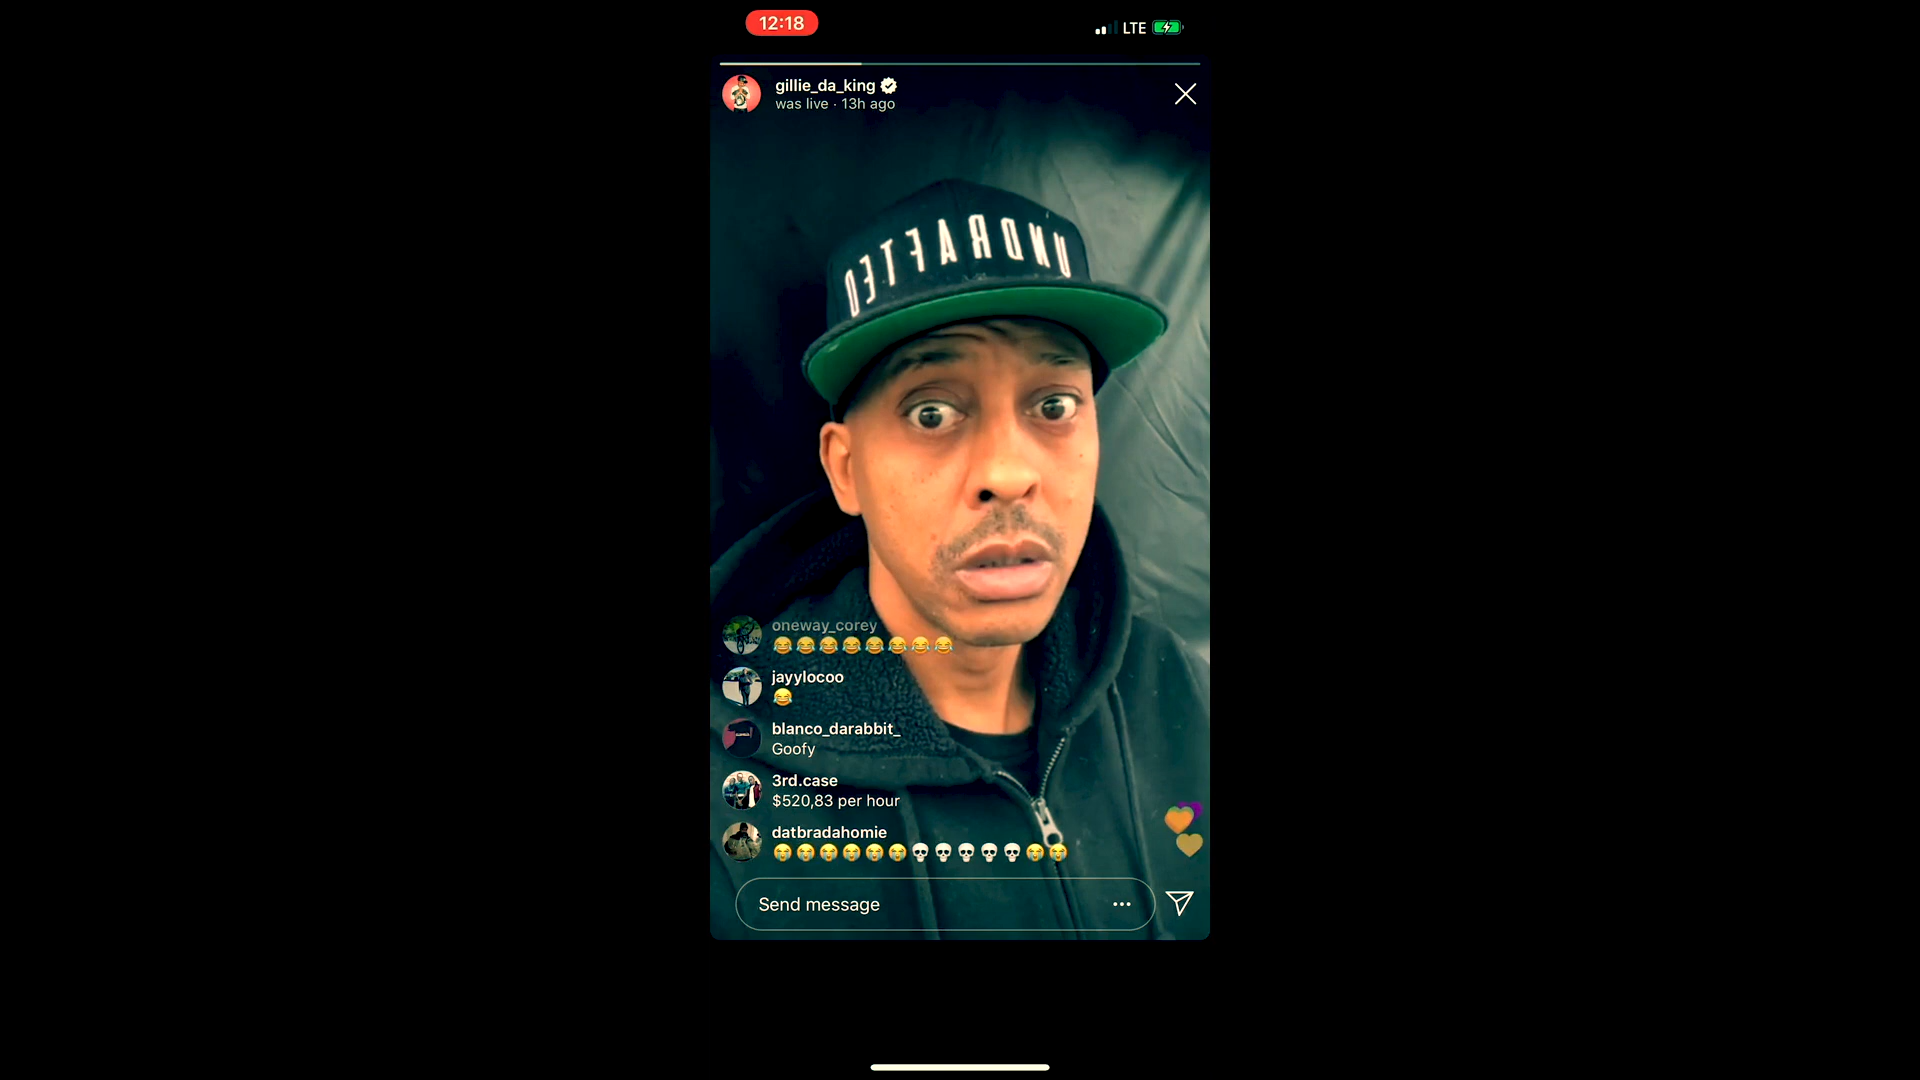 12:18
LTE
gillie_da_king
was live · 13h ago
UNDRAFTED
oneway_corey
😂😂😂😂😂😂😂😂
jayylocoo
😂
blanco_darabbit_
Goofy
3rd.case
$520,83 per hour
datbradahomie
😭😭😭😭😭😭💀💀💀💀💀😭😭
Send message